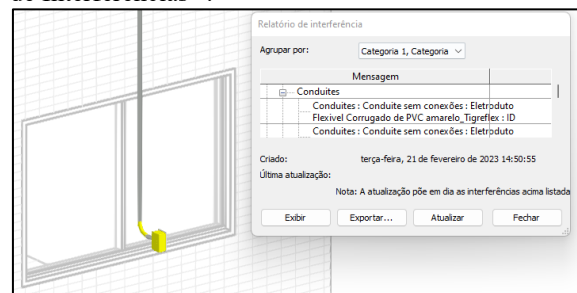 Relatório de interferência
Agrupar por:
Categoria 1, Categoria
Mensagem
Conduites
Conduites : Conduite sem conexões : Eletroduto
Flexível Corrugado de PVC amarelo_Tigreflex : ID
Conduites : Conduite sem conexões : Eletroduto
Criado: terça-feira, 21 de fevereiro de 2023 14:50:55
Última atualização:
Nota: A atualização põe em dia as interferências acima listada
Exibir Exportar... Atualizar Fechar